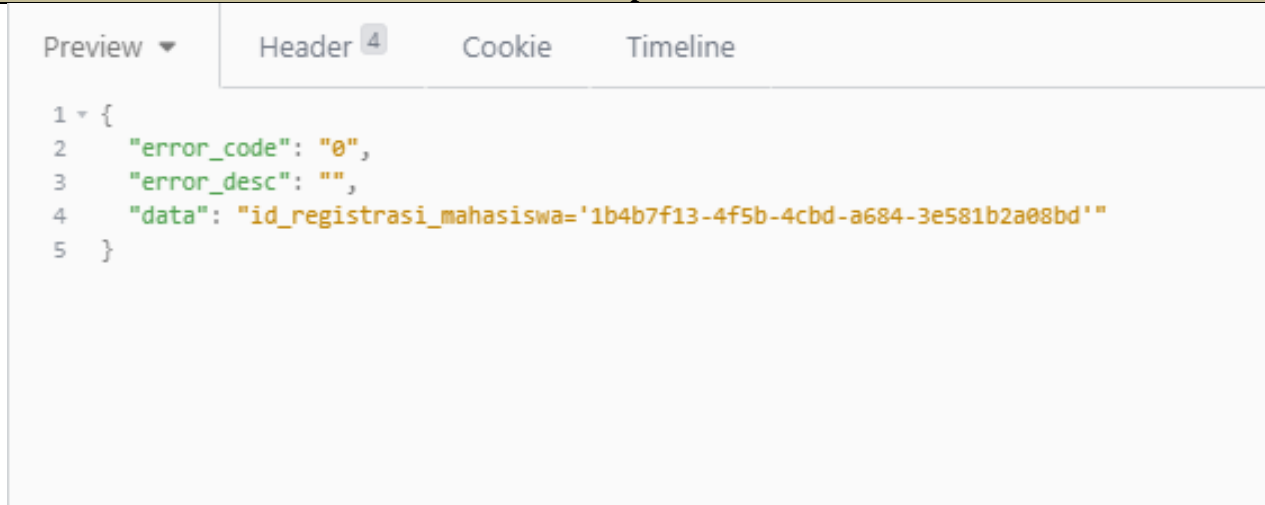 Preview Header 4 Cookie Timeline
1 {
2 "error_code": "0",
3 "error_desc": "",
4 "data": "id_registrasi_mahasiswa='1b4b7f13-4f5b-4cbd-a684-3e581b2a08bd'"
5 }